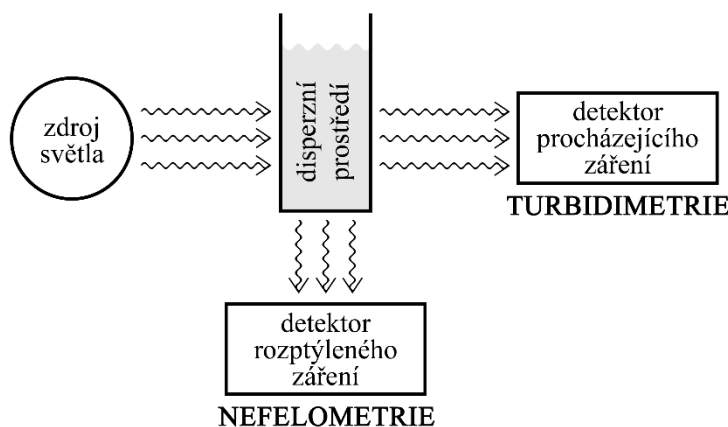 zdroj
světla
disperzní
prostředí
detektor
procházejícího
záření
TURBIDIMETRIE
detektor
rozptýleného
záření
NEFELOMETRIE